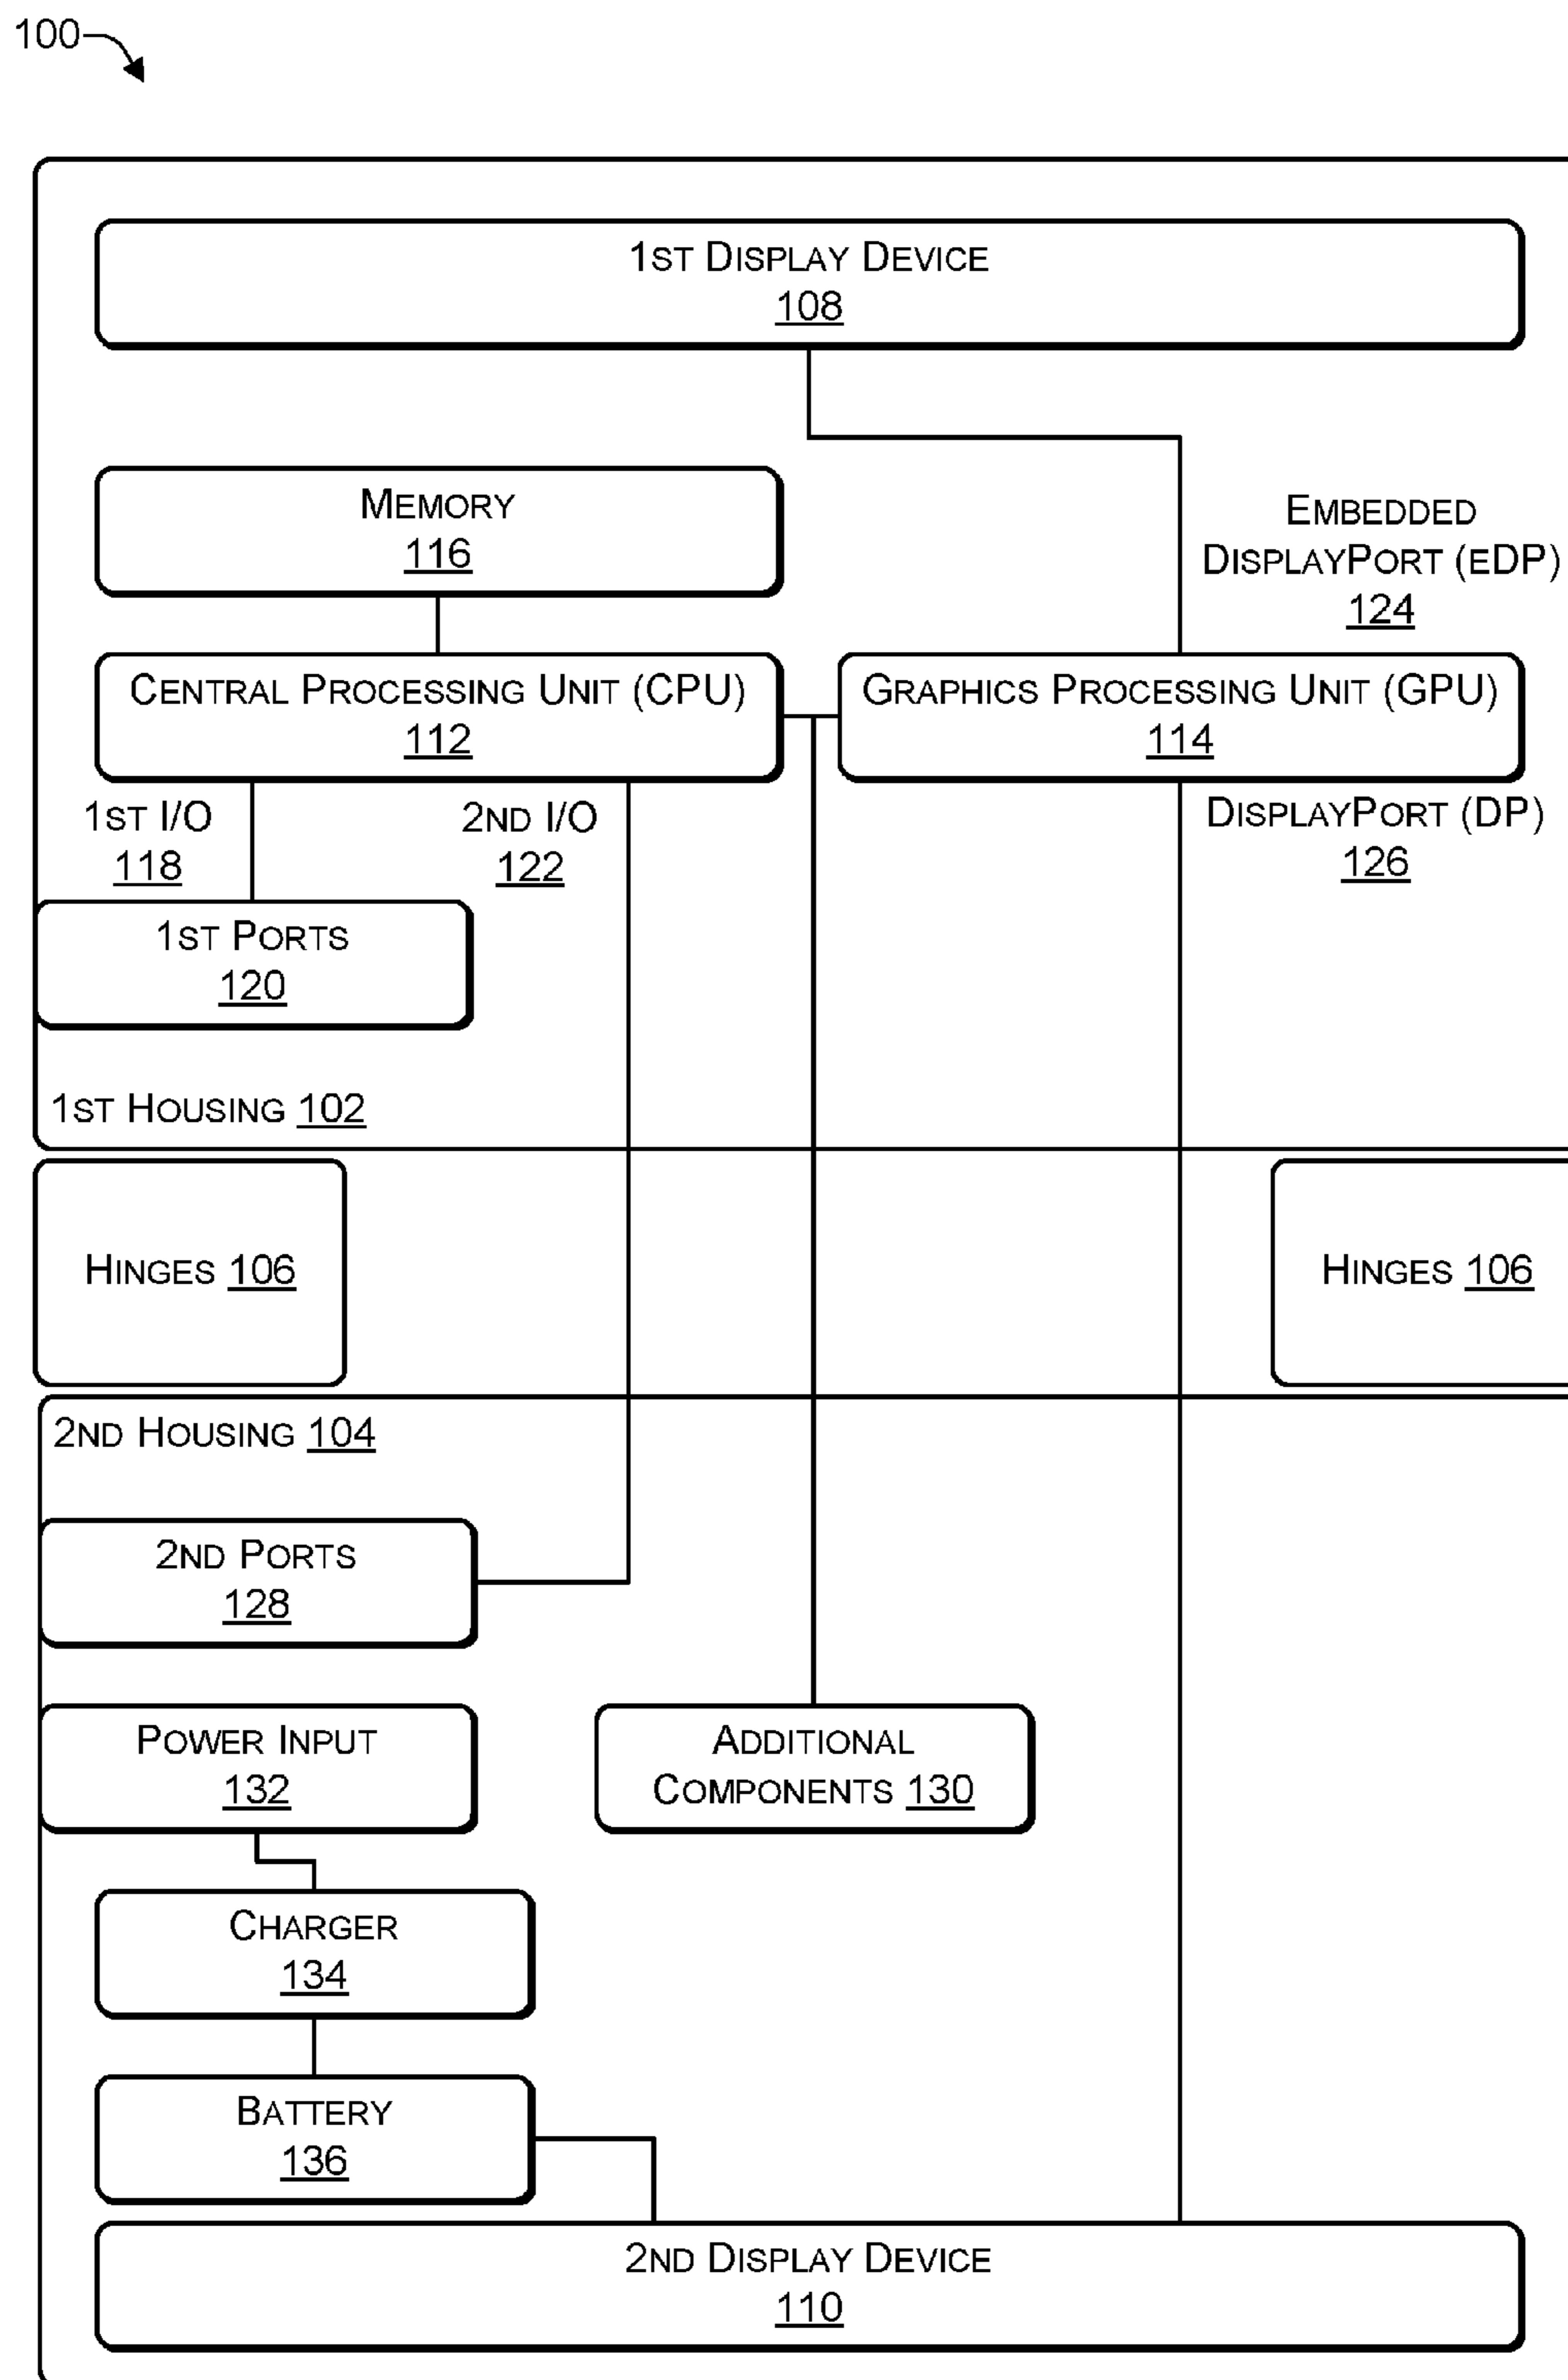 100
1ST DISPLAY DEVICE
108
MEMORY
116
EMBEDDED
DISPLAYPORT (EDP)
124
CENTRAL PROCESSING UNIT (CPU)
112
GRAPHICS PROCESSING UNIT (GPU)
114
1ST I/O
118
2ND I/O
122
DISPLAYPORT (DP)
126
1ST PORTS
120
1ST HOUSING 102
HINGES 106
HINGES 106
2ND HOUSING 104
2ND PORTS
128
POWER INPUT
132
ADDITIONAL
COMPONENTS 130
CHARGER
134
BATTERY
136
2ND DISPLAY DEVICE
110